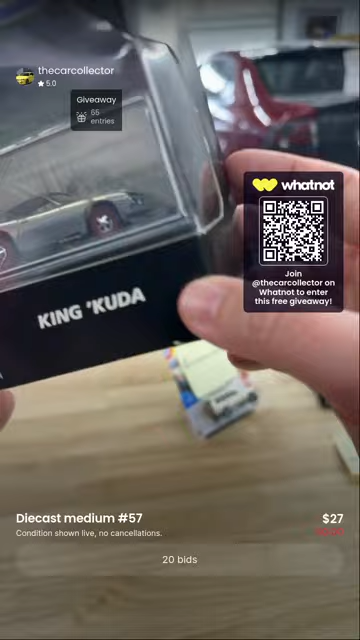 thecarcollector
5.0
Giveaway
65
entries
whatnot
Join
@thecarcollector on
Whatnot to enter
this free giveaway!
KING 'KUDA
Diecast medium #57
$27
Condition shown live, no cancellations.
20 bids